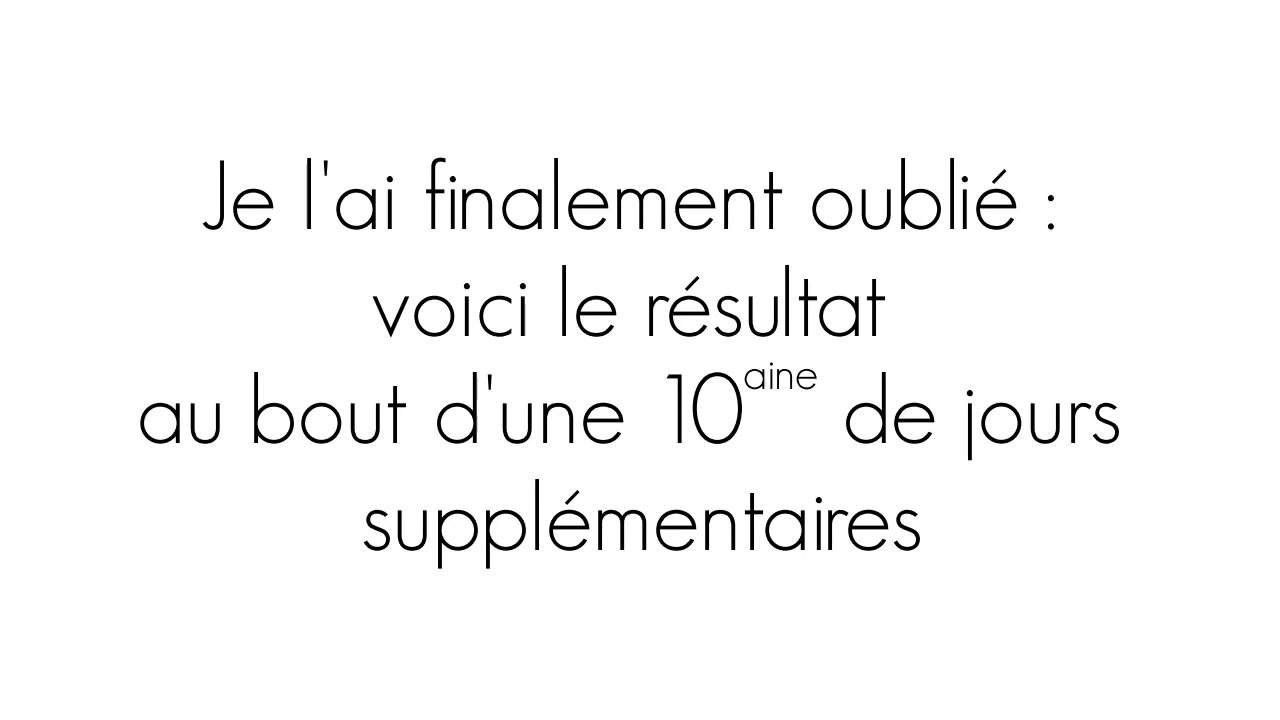 Je l'ai finalement oublié :
voici le résultat
au bout d'une 10aine de jours
supplémentaires